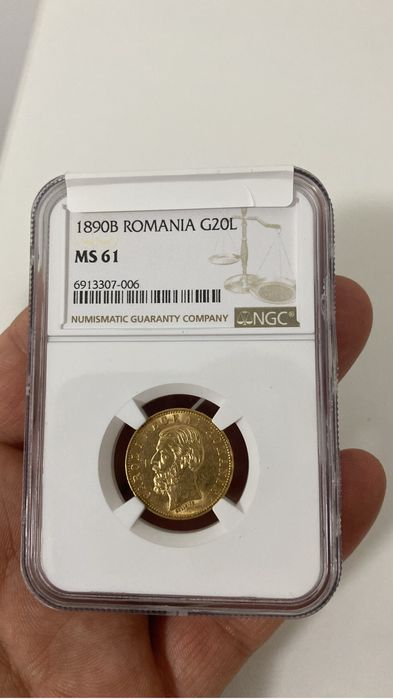 1890B ROMANIA G20L
MS 61
6913307-006
NUMISMATIC GUARANTY COMPANY
NGC®